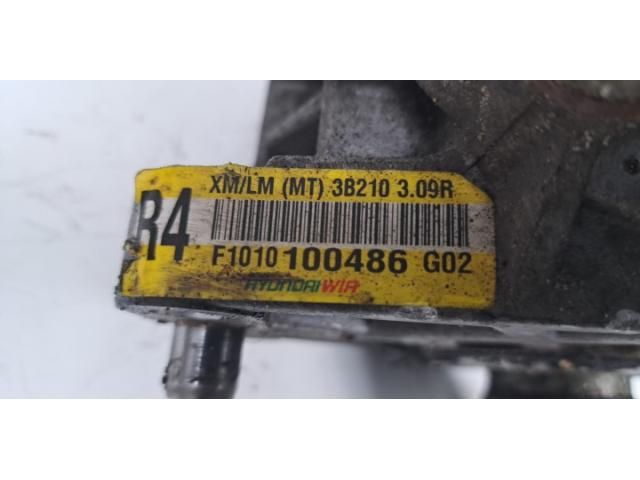 R4
XM/LM (MT) 3B210 3.09R
F1010 100486 G02
HYUNDAI WIA